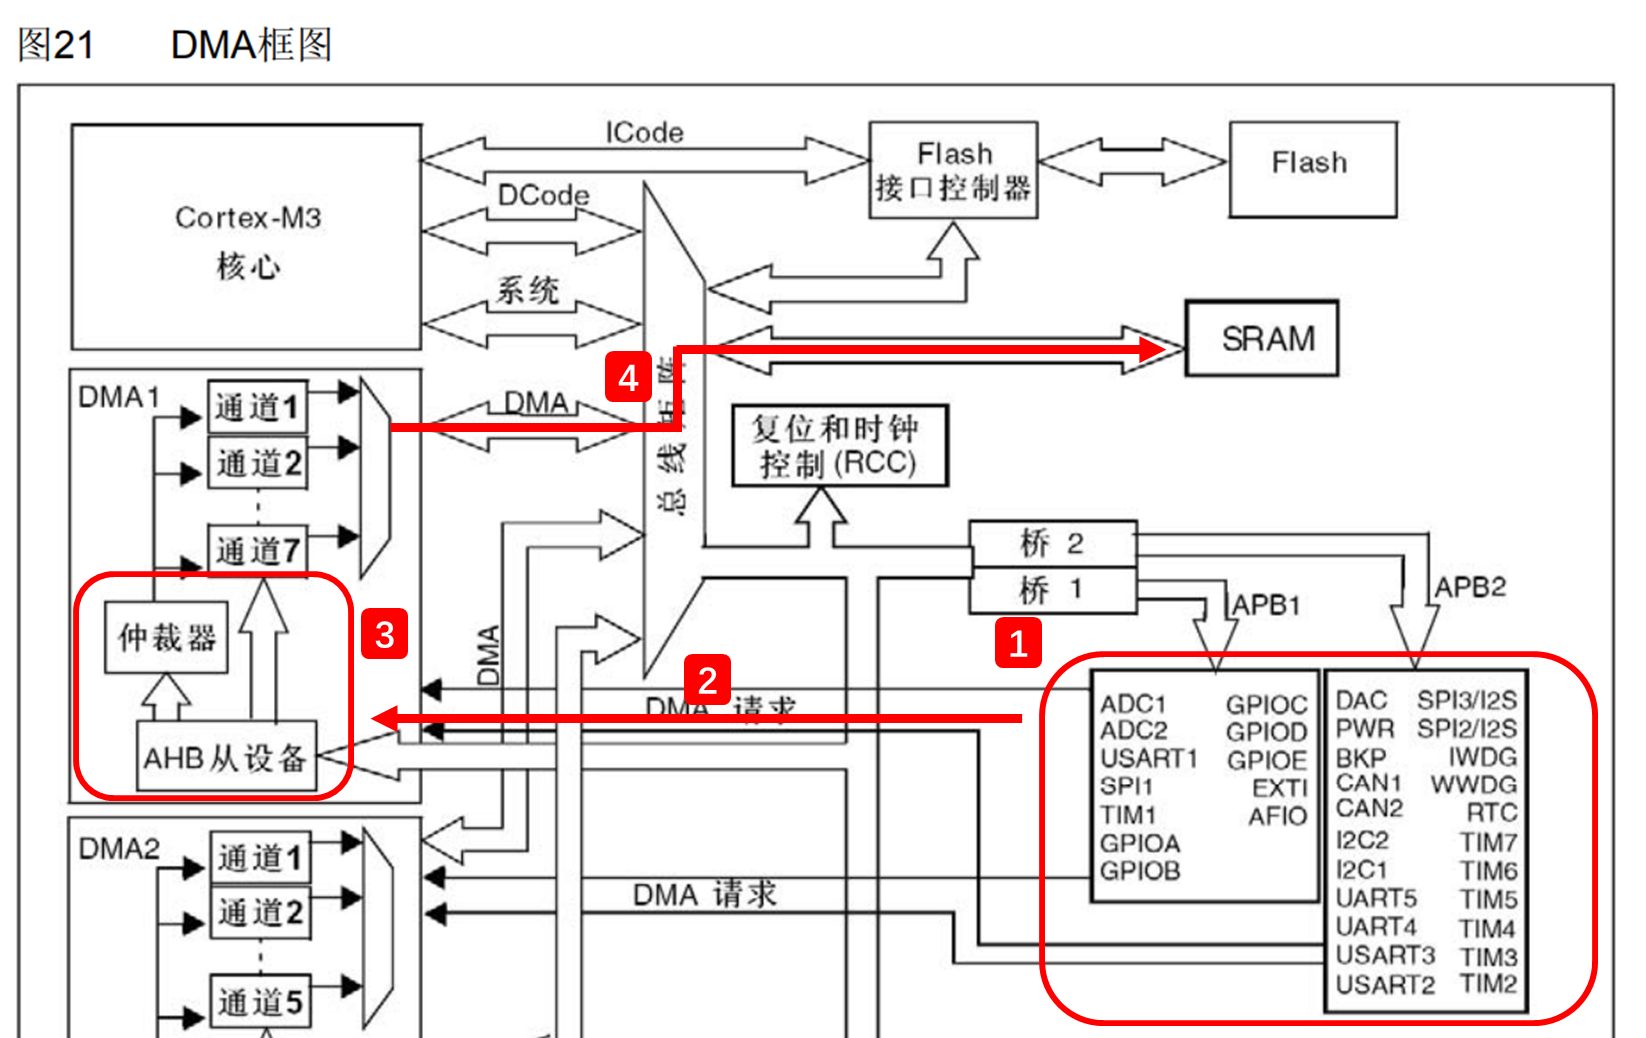 图21 DMA框图
Cortex-M3
核心
ICode
DCode
系统
Flash
接口控制器
Flash
SRAM
DMA1
通道1
通道2
通道7
仲裁器
AHB从设备
3
DMA
4
总线矩阵
复位和时钟
控制(RCC)
桥 2
桥 1
APB1
APB2
1
DMA
2
DMA 请求
ADC1
ADC2
USART1
SPI1
TIM1
GPIOA
GPIOB
GPIOC
GPIOD
GPIOE
EXTI
AFIO
DAC
PWR
BKP
CAN1
CAN2
I2C2
I2C1
UART5
UART4
USART3
USART2
SPI3/I2S
SPI2/I2S
IWDG
WWDG
RTC
TIM7
TIM6
TIM5
TIM4
TIM3
TIM2
DMA2
通道1
通道2
通道5
DMA 请求